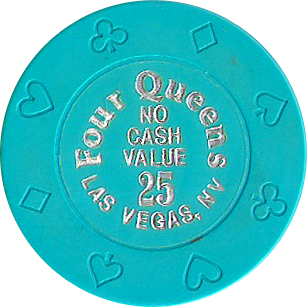 Four Queens
NO
CASH
VALUE
25
LAS VEGAS, NV